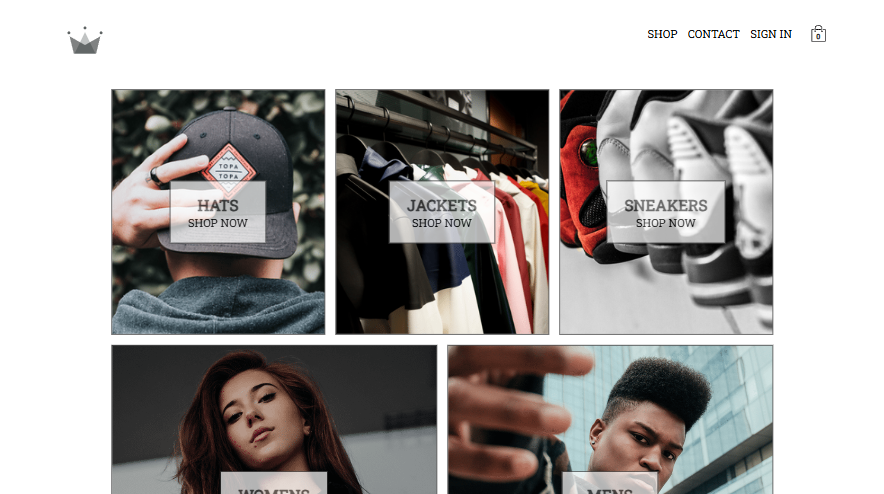 SHOP CONTACT SIGN IN 0
TOPA
TOPA
HATS
SHOP NOW
JACKETS
SHOP NOW
SNEAKERS
SHOP NOW
WOMENS
MENS